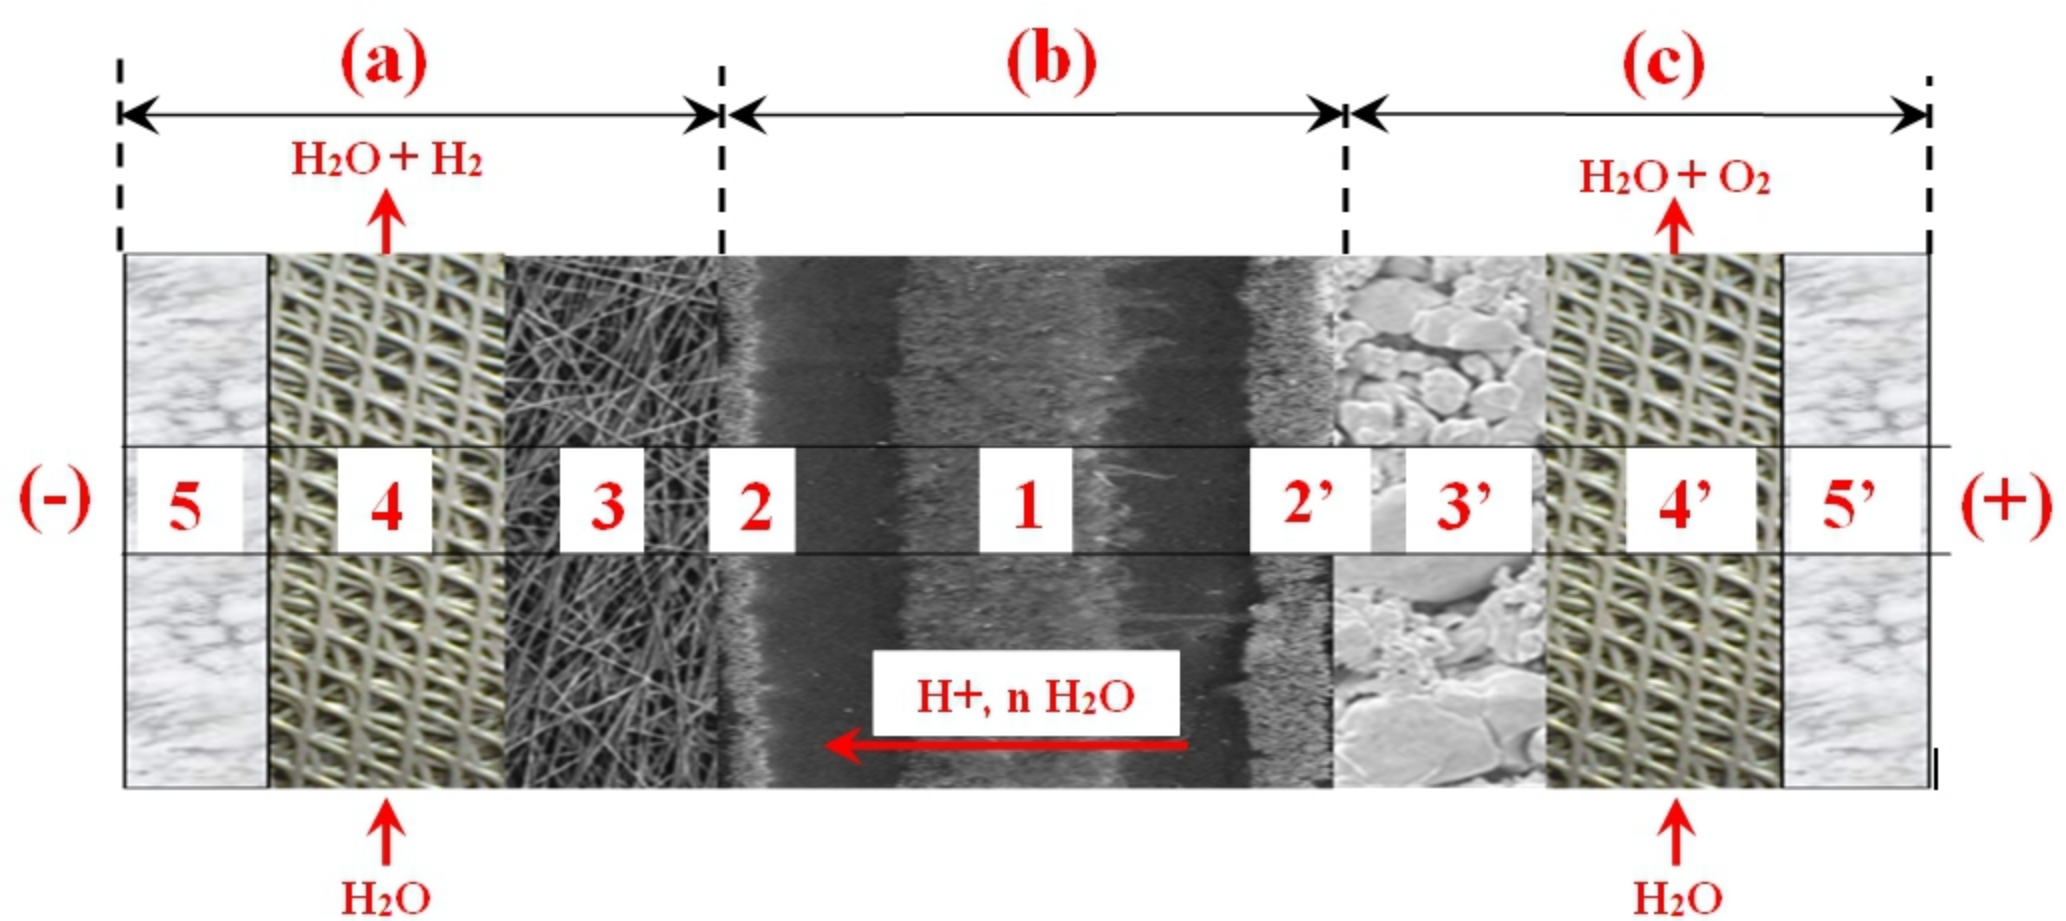 (a)
(b)
(c)
H₂O + H₂
H₂O + O₂
(-)
5
4
3
2
1
2’
3’
4’
5’
(+)
H+, n H₂O
H₂O
H₂O